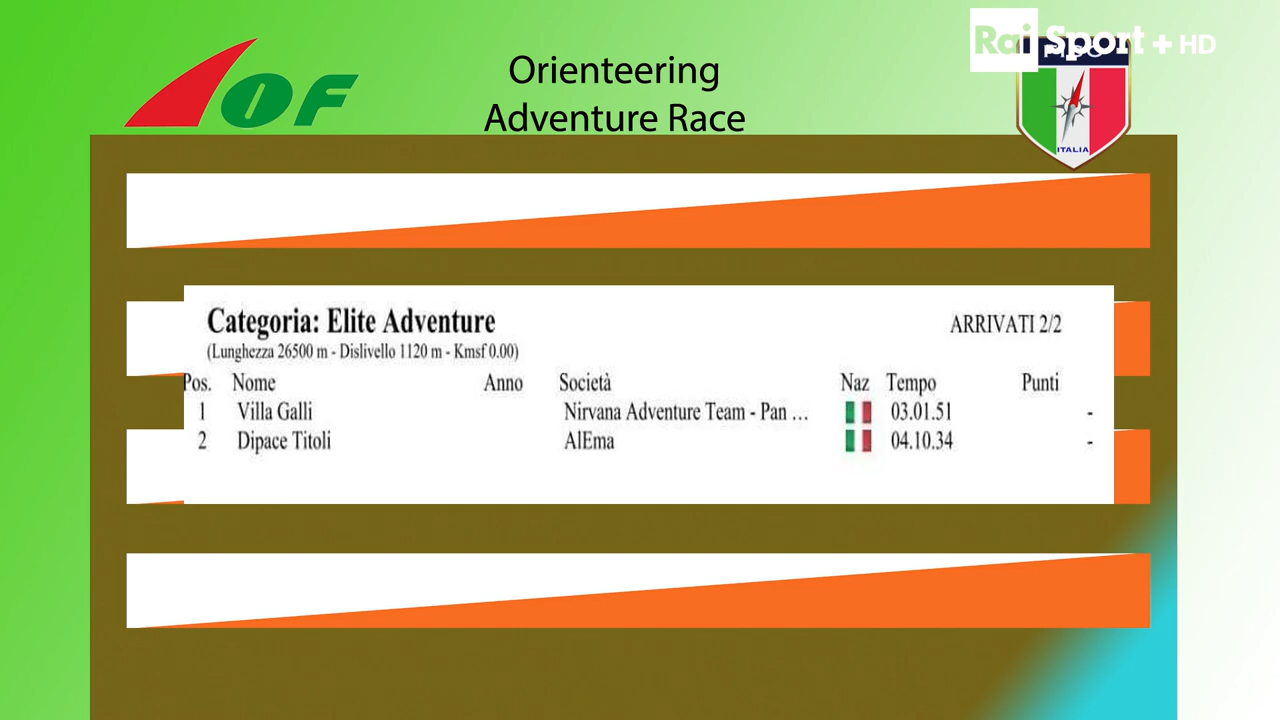 IOF
Orienteering
Adventure Race
Rai Sport + HD
FISO
ITALIA
Categoria: Elite Adventure
ARRIVATI 2/2
(Lunghezza 26500 m - Dislivello 1120 m - Kmsf 0.00)
Pos. Nome Anno Società Naz Tempo Punti
1 Villa Galli Nirvana Adventure Team - Pan … 03.01.51 -
2 Dipace Titoli AlEma 04.10.34 -